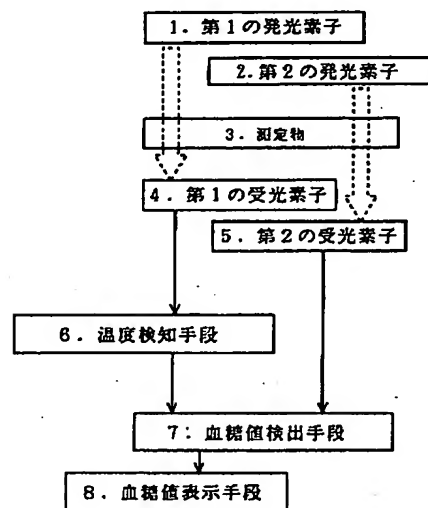 1. 第1の発光素子
2.第2の発光素子
3. 測定物
4. 第1の受光素子
5. 第2の受光素子
6. 温度検知手段
7: 血糖値検出手段
8. 血糖値表示手段